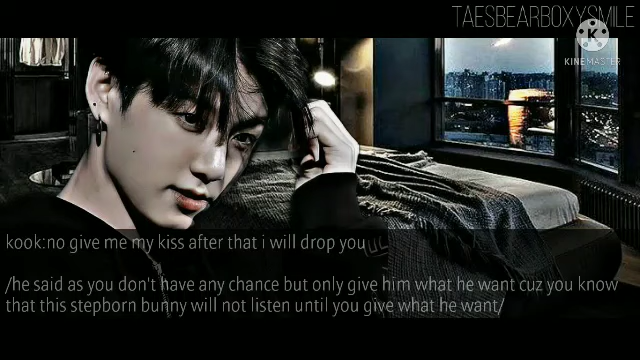 TAESBEARBOXYSMILE
KINEMASTER
kook:no give me my kiss after that i will drop you
/he said as you don't have any chance but only give him what he want cuz you know
that this stepborn bunny will not listen until you give what he want/